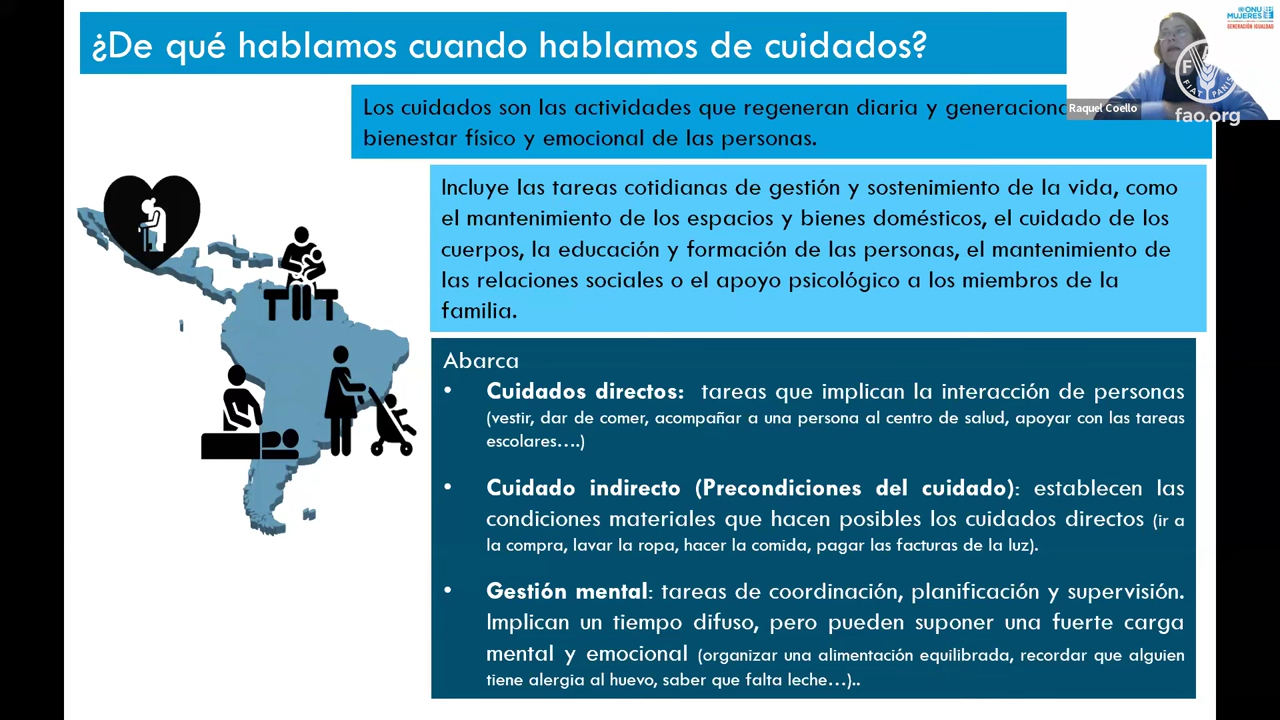 ¿De qué hablamos cuando hablamos de cuidados?
ONU
MUJERES
GENERACIÓN IGUALDAD
Raquel Coello
FIAT PANIS
fao.org
Los cuidados son las actividades que regeneran diaria y
bienestar físico y emocional de las personas.
Incluye las tareas cotidianas de gestión y sostenimiento de la vida, como
el mantenimiento de los espacios y bienes domésticos, el cuidado de los
cuerpos, la educación y formación de las personas, el mantenimiento de
las relaciones sociales o el apoyo psicológico a los miembros de la
familia.
Abarca
• Cuidados directos: tareas que implican la interacción de personas
(vestir, dar de comer, acompañar a una persona al centro de salud, apoyar con las tareas
escolares….)
• Cuidado indirecto (Precondiciones del cuidado): establecen las
condiciones materiales que hacen posibles los cuidados directos (ir a
la compra, lavar la ropa, hacer la comida, pagar las facturas de la luz).
• Gestión mental: tareas de coordinación, planificación y supervisión.
Implican un tiempo difuso, pero pueden suponer una fuerte carga
mental y emocional (organizar una alimentación equilibrada, recordar que alguien
tiene alergia al huevo, saber que falta leche…)..